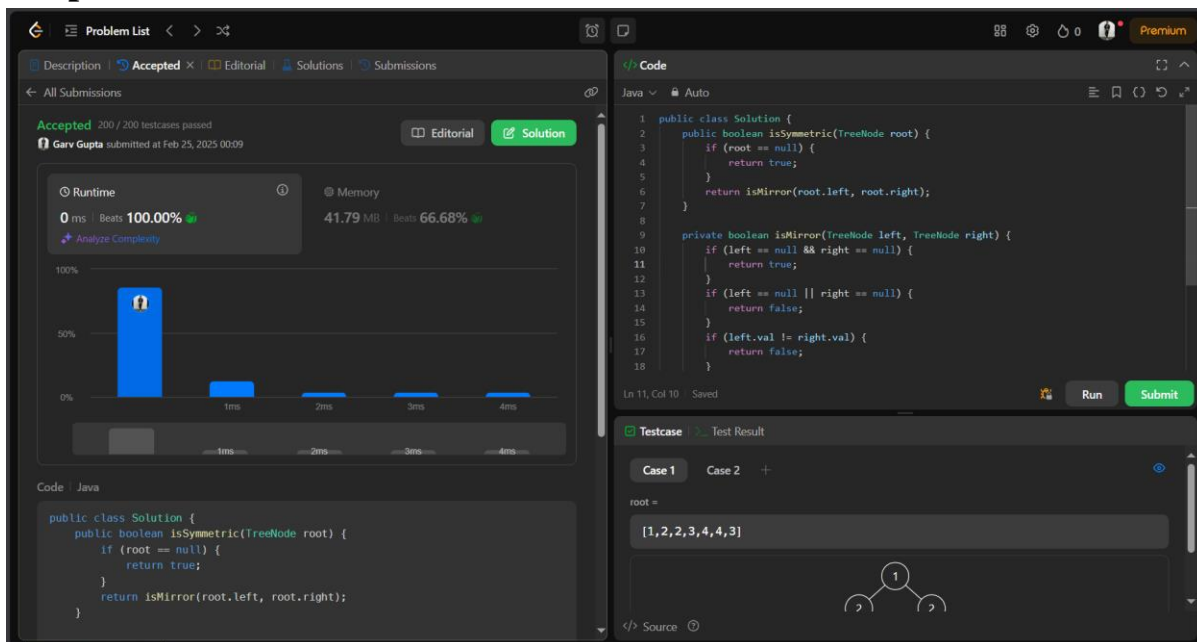 Problem List
0
Premium
Description
Accepted
Editorial
Solutions
Submissions
All Submissions
Accepted 200 / 200 testcases passed
Garv Gupta submitted at Feb 25, 2025 00:09
Editorial
Solution
Runtime
0 ms Beats 100.00%
Analyze Complexity
Memory
41.79 MB Beats 66.68%
100%
50%
0%
1ms 2ms 3ms 4ms
1ms 2ms 3ms 4ms
Code Java
public class Solution {
public boolean isSymmetric(TreeNode root) {
if (root == null) {
return true;
}
return isMirror(root.left, root.right);
}
</> Code
Java Auto
1 public class Solution {
2 public boolean isSymmetric(TreeNode root) {
3 if (root == null) {
4 return true;
5 }
6 return isMirror(root.left, root.right);
7 }
8
9 private boolean isMirror(TreeNode left, TreeNode right) {
10 if (left == null && right == null) {
11 return true;
12 }
13 if (left == null || right == null) {
14 return false;
15 }
16 if (left.val != right.val) {
17 return false;
18 }
Ln 11, Col 10 Saved
Run
Submit
Testcase
>_ Test Result
Case 1 Case 2 +
root =
[1,2,2,3,4,4,3]
1
2 2
</> Source